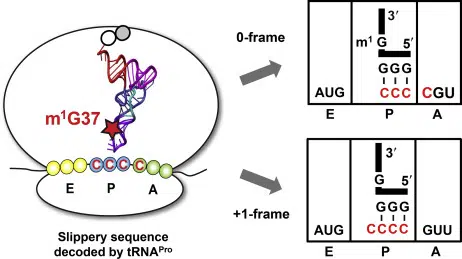 m¹G37
C C C C
E P A
Slippery sequence
decoded by tRNAᴾʳᵒ
0-frame
3′
m¹ G 5′
GGG
AUG CCC CGU
E P A
+1-frame
3′
G 5′
GGG
AUG CCCC GUU
E P A